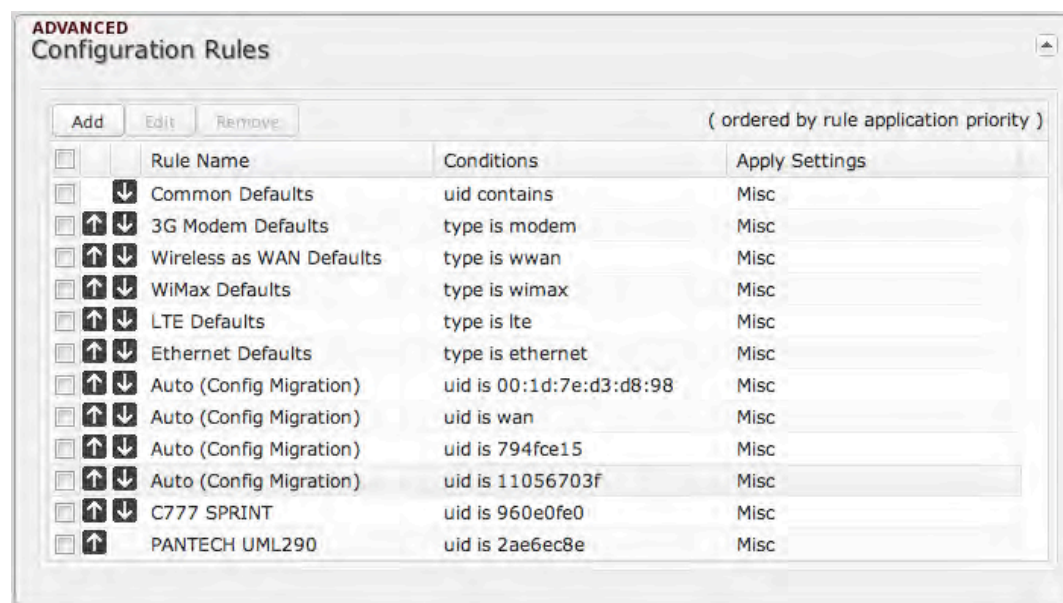 ADVANCED
Configuration Rules
Add Edit Remove ( ordered by rule application priority )
Rule Name Conditions Apply Settings
Common Defaults uid contains Misc
3G Modem Defaults type is modem Misc
Wireless as WAN Defaults type is wwan Misc
WiMax Defaults type is wimax Misc
LTE Defaults type is lte Misc
Ethernet Defaults type is ethernet Misc
Auto (Config Migration) uid is 00:1d:7e:d3:d8:98 Misc
Auto (Config Migration) uid is wan Misc
Auto (Config Migration) uid is 794fce15 Misc
Auto (Config Migration) uid is 11056703f Misc
C777 SPRINT uid is 960e0fe0 Misc
PANTECH UML290 uid is 2ae6ec8e Misc